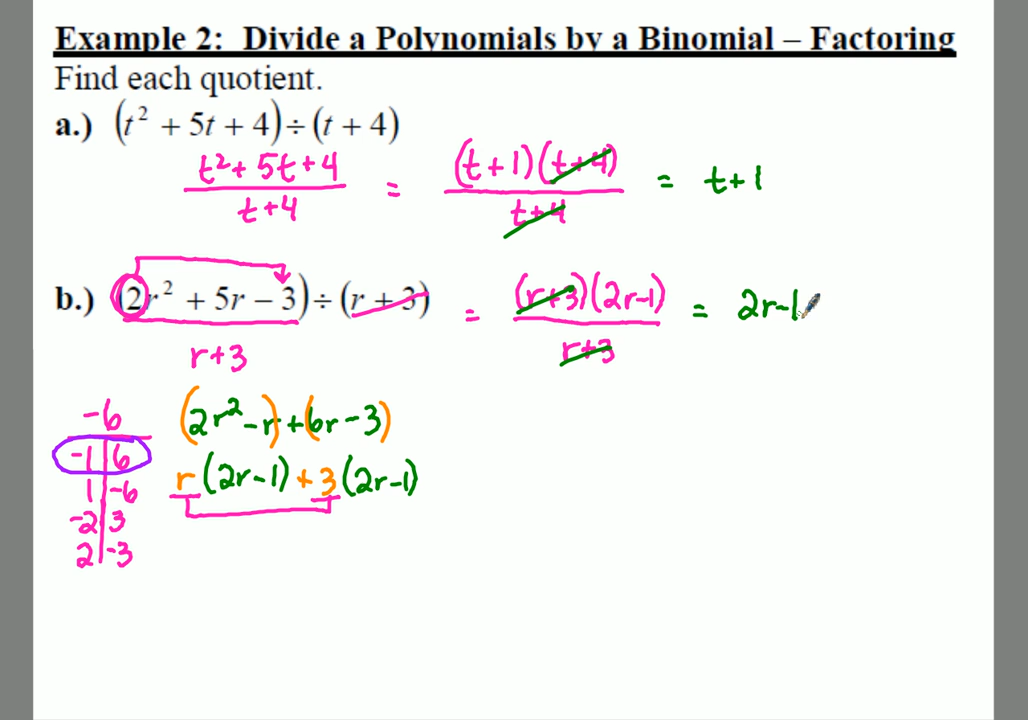 Example 2: Divide a Polynomials by a Binomial – Factoring
Find each quotient.
a.) (t² + 5t + 4) ÷ (t + 4)
t² + 5t + 4 / t + 4 = (t + 1)(t + 4) / t + 4 = t + 1
b.) (2r² + 5r − 3) ÷ (r + 3) = (r + 3)(2r − 1) / r + 3 = 2r − 1
r + 3
-6
-1 | 6
1 | -6
-2 | 3
2 | -3
(2r² − r) + (6r − 3)
r(2r − 1) + 3(2r − 1)